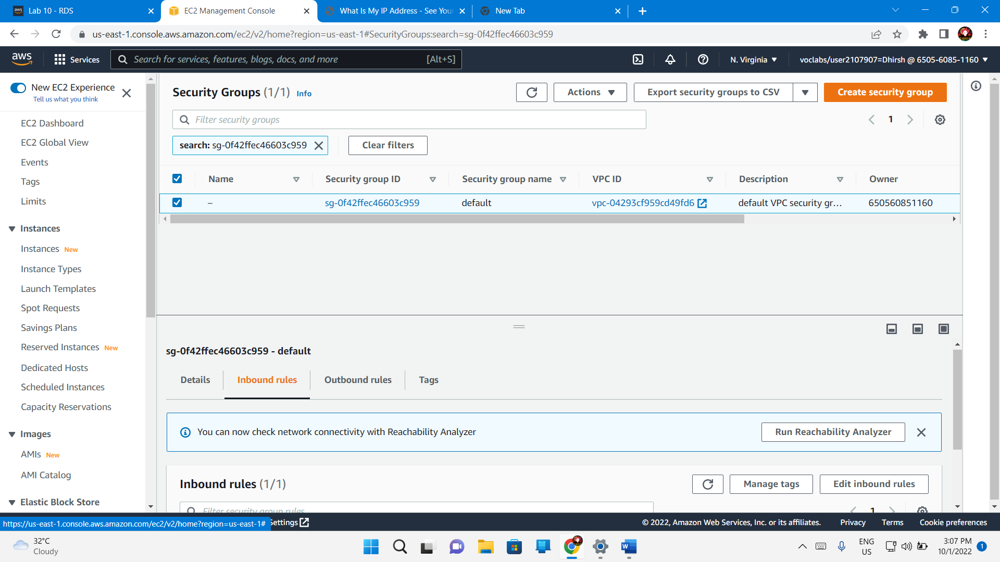 Lab 10 - RDS
EC2 Management Console
What Is My IP Address - See Your
New Tab
us-east-1.console.aws.amazon.com/ec2/v2/home?region=us-east-1#SecurityGroups:search=sg-0f42ffec46603c959
aws
Services
Search for services, features, blogs, docs, and more
[Alt+S]
N. Virginia
voclabs/user2107907=Dhirsh @ 6505-6085-1160
New EC2 Experience
Tell us what you think
EC2 Dashboard
EC2 Global View
Events
Tags
Limits
Instances
Instances New
Instance Types
Launch Templates
Spot Requests
Savings Plans
Reserved Instances New
Dedicated Hosts
Scheduled Instances
Capacity Reservations
Images
AMIs New
AMI Catalog
Elastic Block Store
Security Groups (1/1) Info
Actions
Export security groups to CSV
Create security group
Filter security groups
1
search: sg-0f42ffec46603c959
Clear filters
Name
Security group ID
Security group name
VPC ID
Description
Owner
–
sg-0f42ffec46603c959
default
vpc-04293cf959cd49fd6
default VPC security gr...
650560851160
sg-0f42ffec46603c959 - default
Details
Inbound rules
Outbound rules
Tags
You can now check network connectivity with Reachability Analyzer
Run Reachability Analyzer
Inbound rules (1/1)
Manage tags
Edit inbound rules
Filter security group rules
1
https://us-east-1.console.aws.amazon.com/ec2/v2/home?region=us-east-1#
Settings
© 2022, Amazon Web Services, Inc. or its affiliates.
Privacy
Terms
Cookie preferences
32°C
Cloudy
ENG
US
3:07 PM
10/1/2022
1